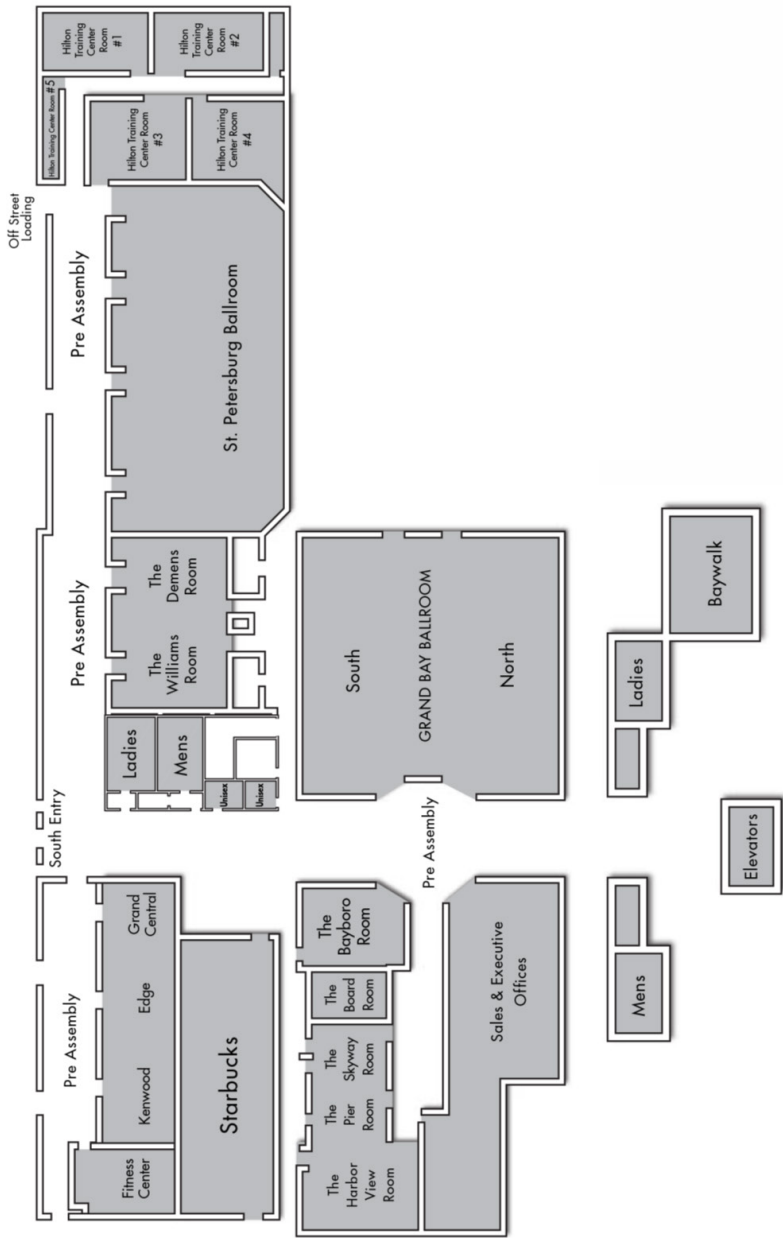 Hilton
Training
Center
Room
#1
Hilton
Training
Center
Room
#2
Hilton Training Center Room #5
Hilton Training
Center Room
#3
Hilton Training
Center Room
#4
Off Street
Loading
Pre Assembly
St. Petersburg Ballroom
Pre Assembly
The
Demens
Room
The
Williams
Room
South
GRAND BAY BALLROOM
North
Baywalk
Ladies
Ladies
Mens
Unisex
Unisex
South Entry
Pre Assembly
Elevators
Grand
Central
Edge
Kenwood
Pre Assembly
Fitness
Center
Starbucks
The
Bayboro
Room
The
Board
Room
The
Skyway
Room
The
Pier
Room
The
Harbor
View
Room
Sales & Executive
Offices
Mens